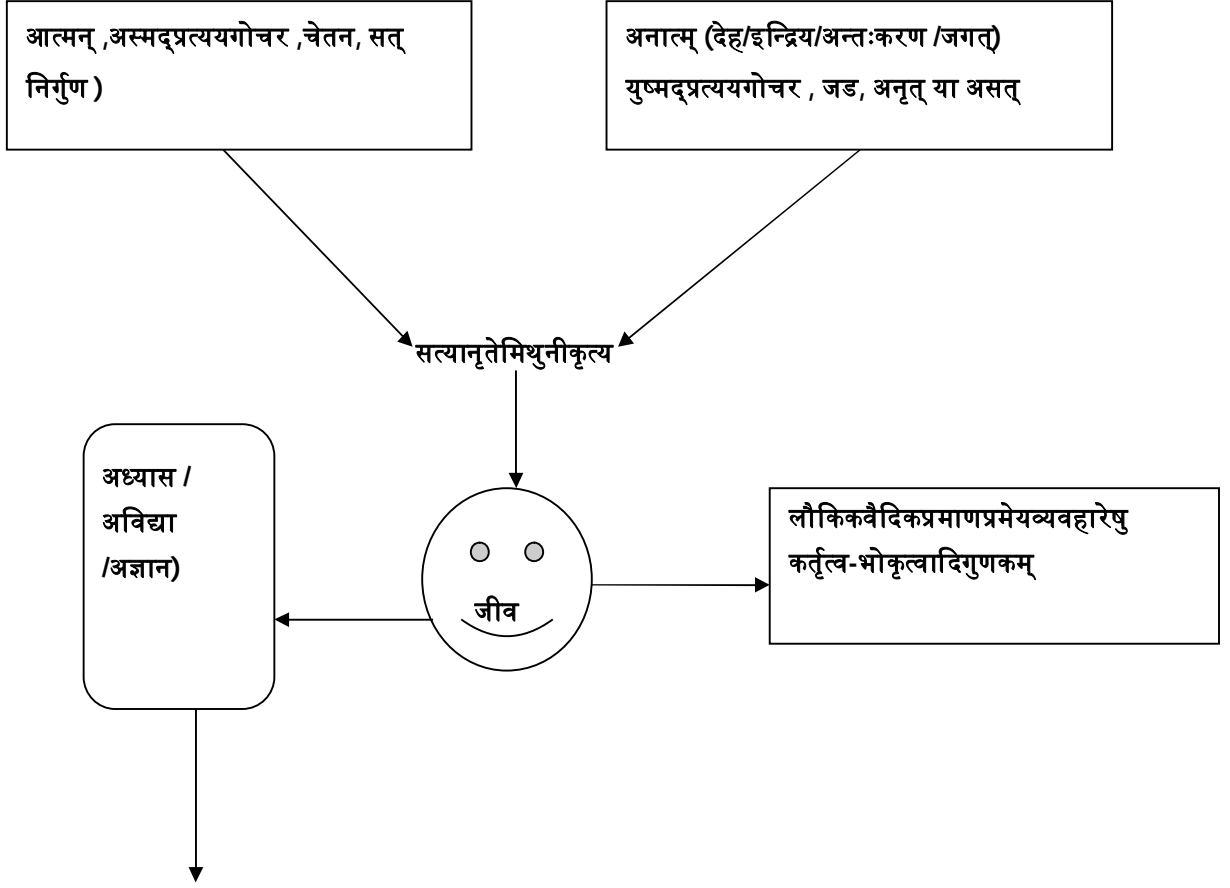 आत्मन् ,अस्मद्प्रत्ययगोचर ,चेतन, सत्
निर्गुण )
अनात्म् (देह/इन्द्रिय/अन्तःकरण /जगत्)
युष्मद्प्रत्ययगोचर , जड, अनृत् या असत्
सत्यानृतेमिथुनीकृत्य
अध्यास /
अविद्या
/अज्ञान)
जीव
लौकिकवैदिकप्रमाणप्रमेयव्यवहारेषु
कर्तृत्व-भोकृत्वादिगुणकम्